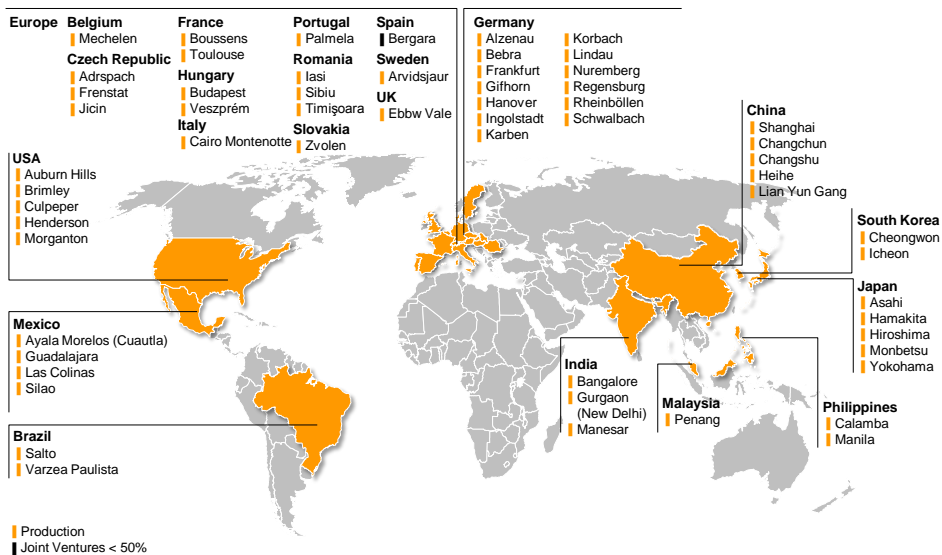 Europe
Belgium
Mechelen
Czech Republic
Adrspach
Frenstat
Jicin
France
Boussens
Toulouse
Hungary
Budapest
Veszprém
Italy
Cairo Montenotte
Portugal
Palmela
Romania
Iasi
Sibiu
Timişoara
Slovakia
Zvolen
Spain
Bergara
Sweden
Arvidsjaur
UK
Ebbw Vale
Germany
Alzenau
Bebra
Frankfurt
Gifhorn
Hanover
Ingolstadt
Karben
Korbach
Lindau
Nuremberg
Regensburg
Rheinböllen
Schwalbach
China
Shanghai
Changchun
Changshu
Heihe
Lian Yun Gang
USA
Auburn Hills
Brimley
Culpeper
Henderson
Morganton
South Korea
Cheongwon
Icheon
Japan
Asahi
Hamakita
Hiroshima
Monbetsu
Yokohama
Mexico
Ayala Morelos (Cuautla)
Guadalajara
Las Colinas
Silao
India
Bangalore
Gurgaon
(New Delhi)
Manesar
Malaysia
Penang
Philippines
Calamba
Manila
Brazil
Salto
Varzea Paulista
Production
Joint Ventures < 50%